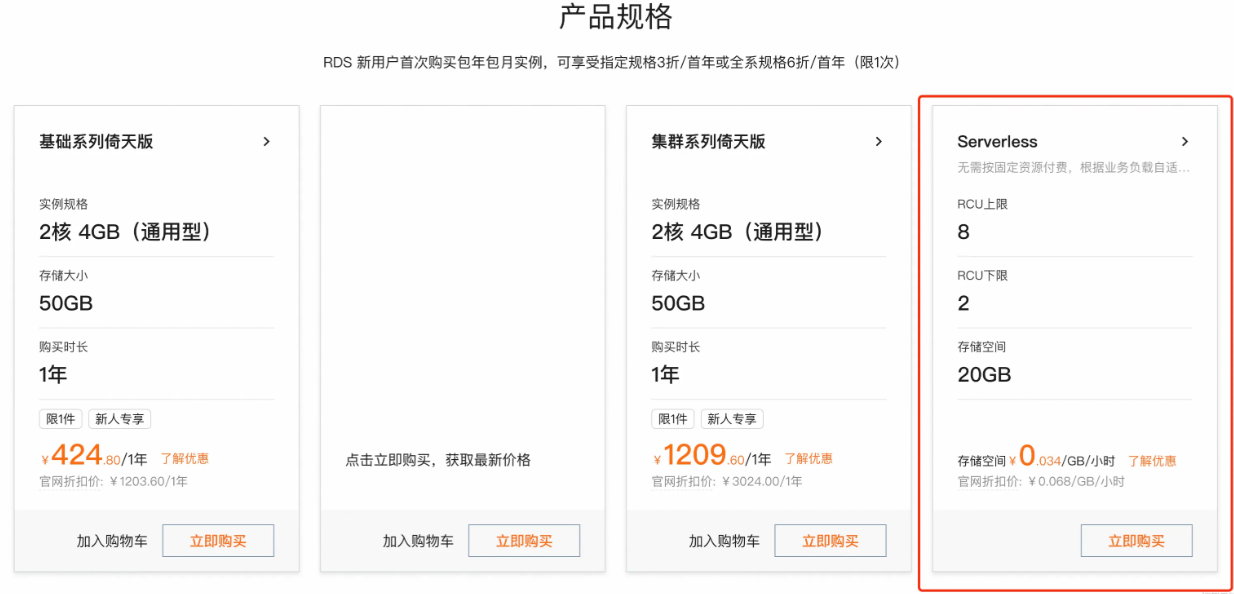 产品规格
RDS 新用户首次购买包年包月实例，可享受指定规格3折/首年或全系规格6折/首年（限1次）
基础系列倚天版
实例规格
2核 4GB（通用型）
存储大小
50GB
购买时长
1年
限1件 新人专享
¥424.80/1年 了解优惠
官网折扣价: ¥1203.60/1年
加入购物车 立即购买
点击立即购买，获取最新价格
加入购物车 立即购买
集群系列倚天版
实例规格
2核 4GB（通用型）
存储大小
50GB
购买时长
1年
限1件 新人专享
¥1209.60/1年 了解优惠
官网折扣价: ¥3024.00/1年
加入购物车 立即购买
Serverless
无需按固定资源付费，根据业务负载自适...
RCU上限
8
RCU下限
2
存储空间
20GB
存储空间 ¥0.034/GB/小时 了解优惠
官网折扣价: ¥0.068/GB/小时
立即购买